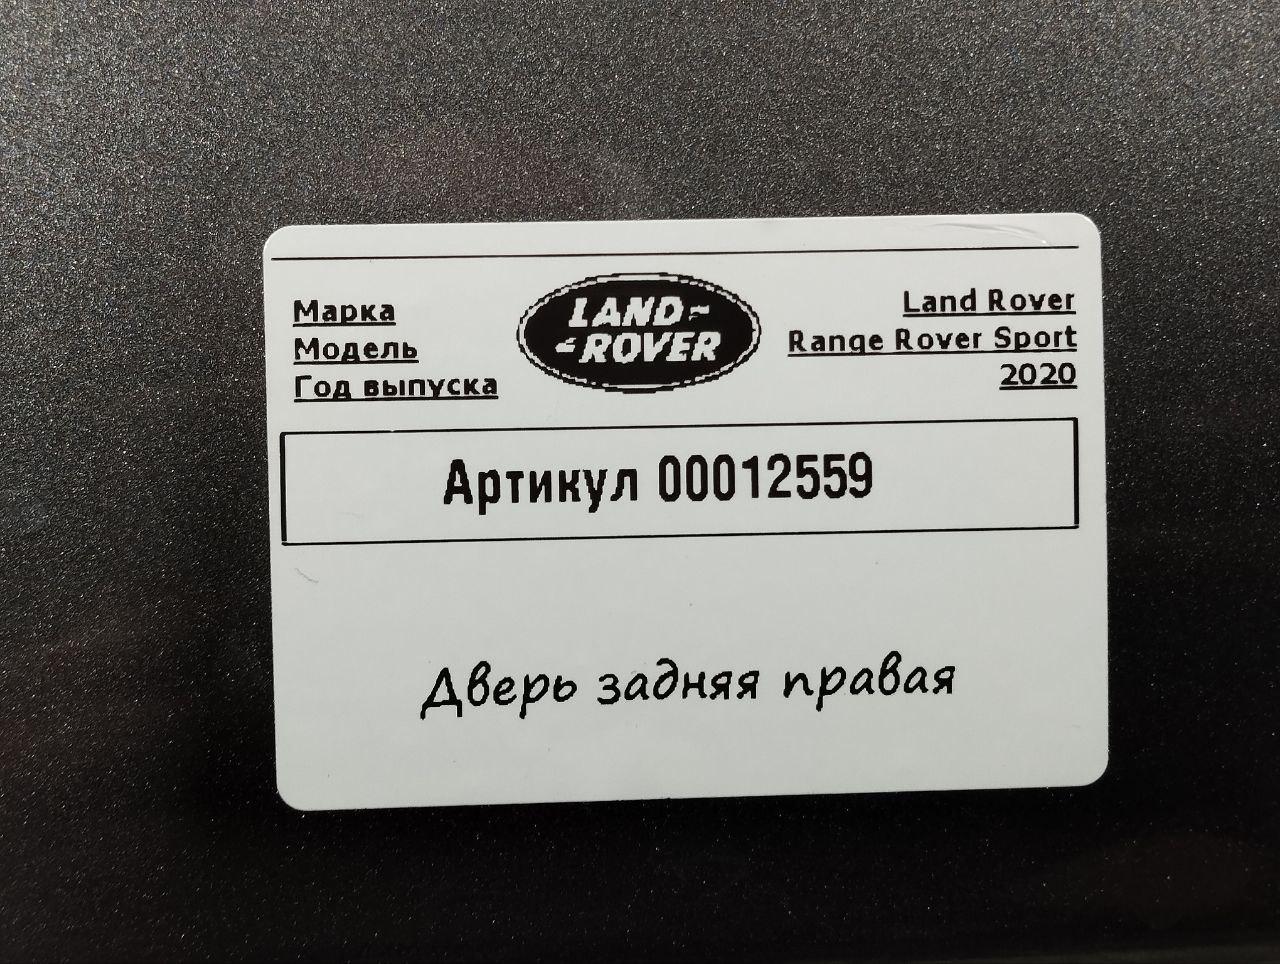 Марка
Модель
Год выпуска
LAND
ROVER
Land Rover
Range Rover Sport
2020
Артикул 00012559
Дверь задняя правая